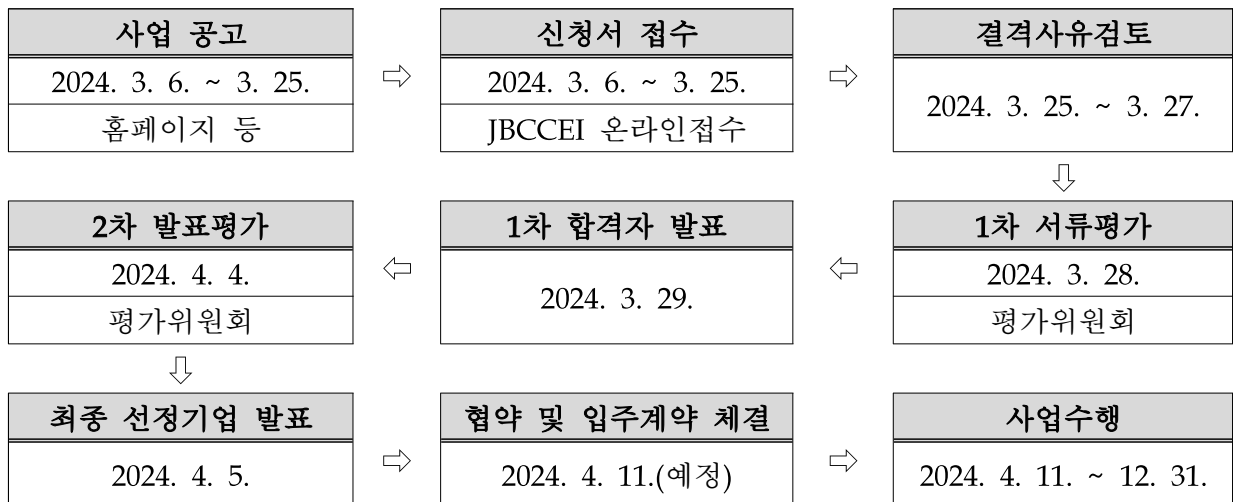 사업 공고
2024. 3. 6. ~ 3. 25.
홈페이지 등
신청서 접수
2024. 3. 6. ~ 3. 25.
JBCCEI 온라인접수
결격사유검토
2024. 3. 25. ~ 3. 27.
1차 서류평가
2024. 3. 28.
평가위원회
1차 합격자 발표
2024. 3. 29.
2차 발표평가
2024. 4. 4.
평가위원회
최종 선정기업 발표
2024. 4. 5.
협약 및 입주계약 체결
2024. 4. 11.(예정)
사업수행
2024. 4. 11. ~ 12. 31.